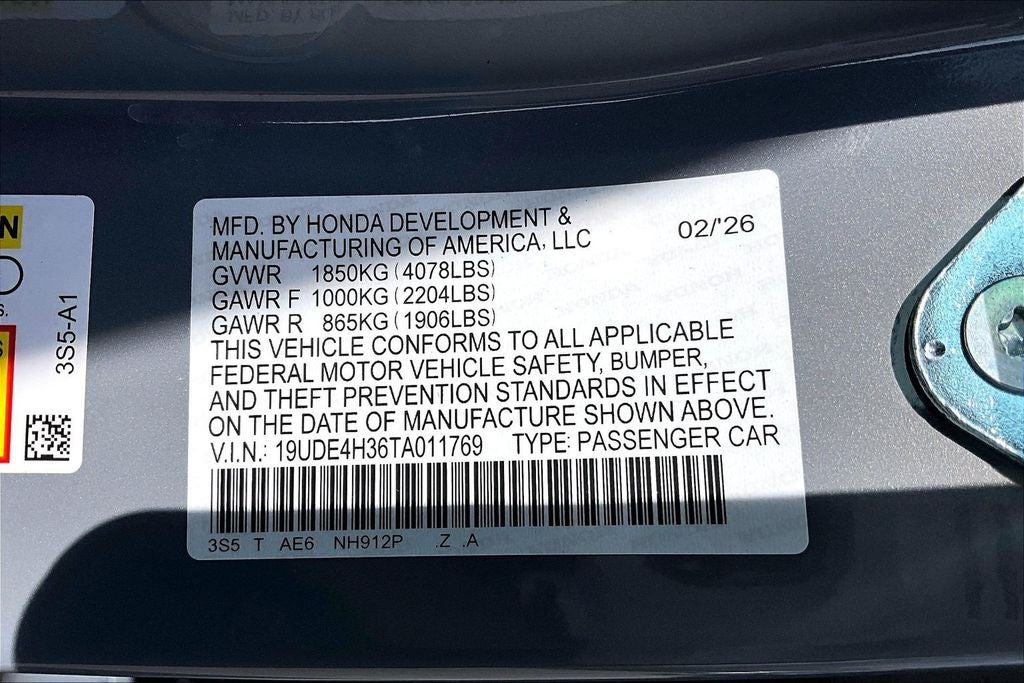 MFD. BY HONDA DEVELOPMENT &
MANUFACTURING OF AMERICA, LLC
02/'26
GVWR 1850KG (4078LBS)
GAWR F 1000KG (2204LBS)
GAWR R 865KG (1906LBS)
THIS VEHICLE CONFORMS TO ALL APPLICABLE
FEDERAL MOTOR VEHICLE SAFETY, BUMPER,
AND THEFT PREVENTION STANDARDS IN EFFECT
ON THE DATE OF MANUFACTURE SHOWN ABOVE.
V.I.N.: 19UDE4H36TA011769 TYPE: PASSENGER CAR
3S5 T AE6 NH912P .Z .A
3S5-A1